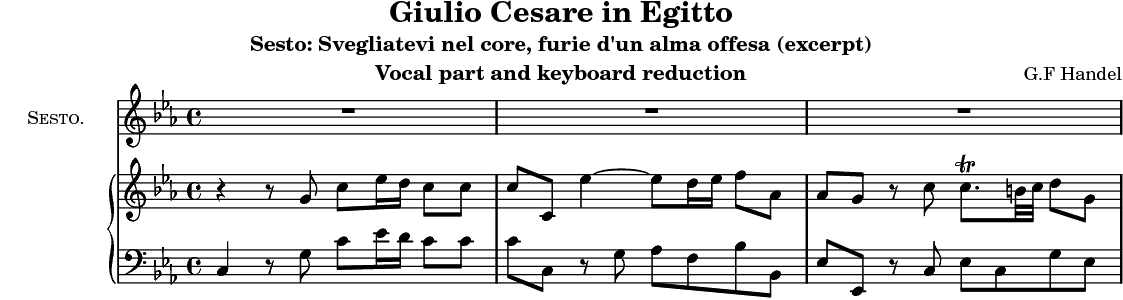 Giulio Cesare in Egitto
Sesto: Svegliatevi nel core, furie d'un alma offesa (excerpt)
Vocal part and keyboard reduction
G.F Handel
Sesto.